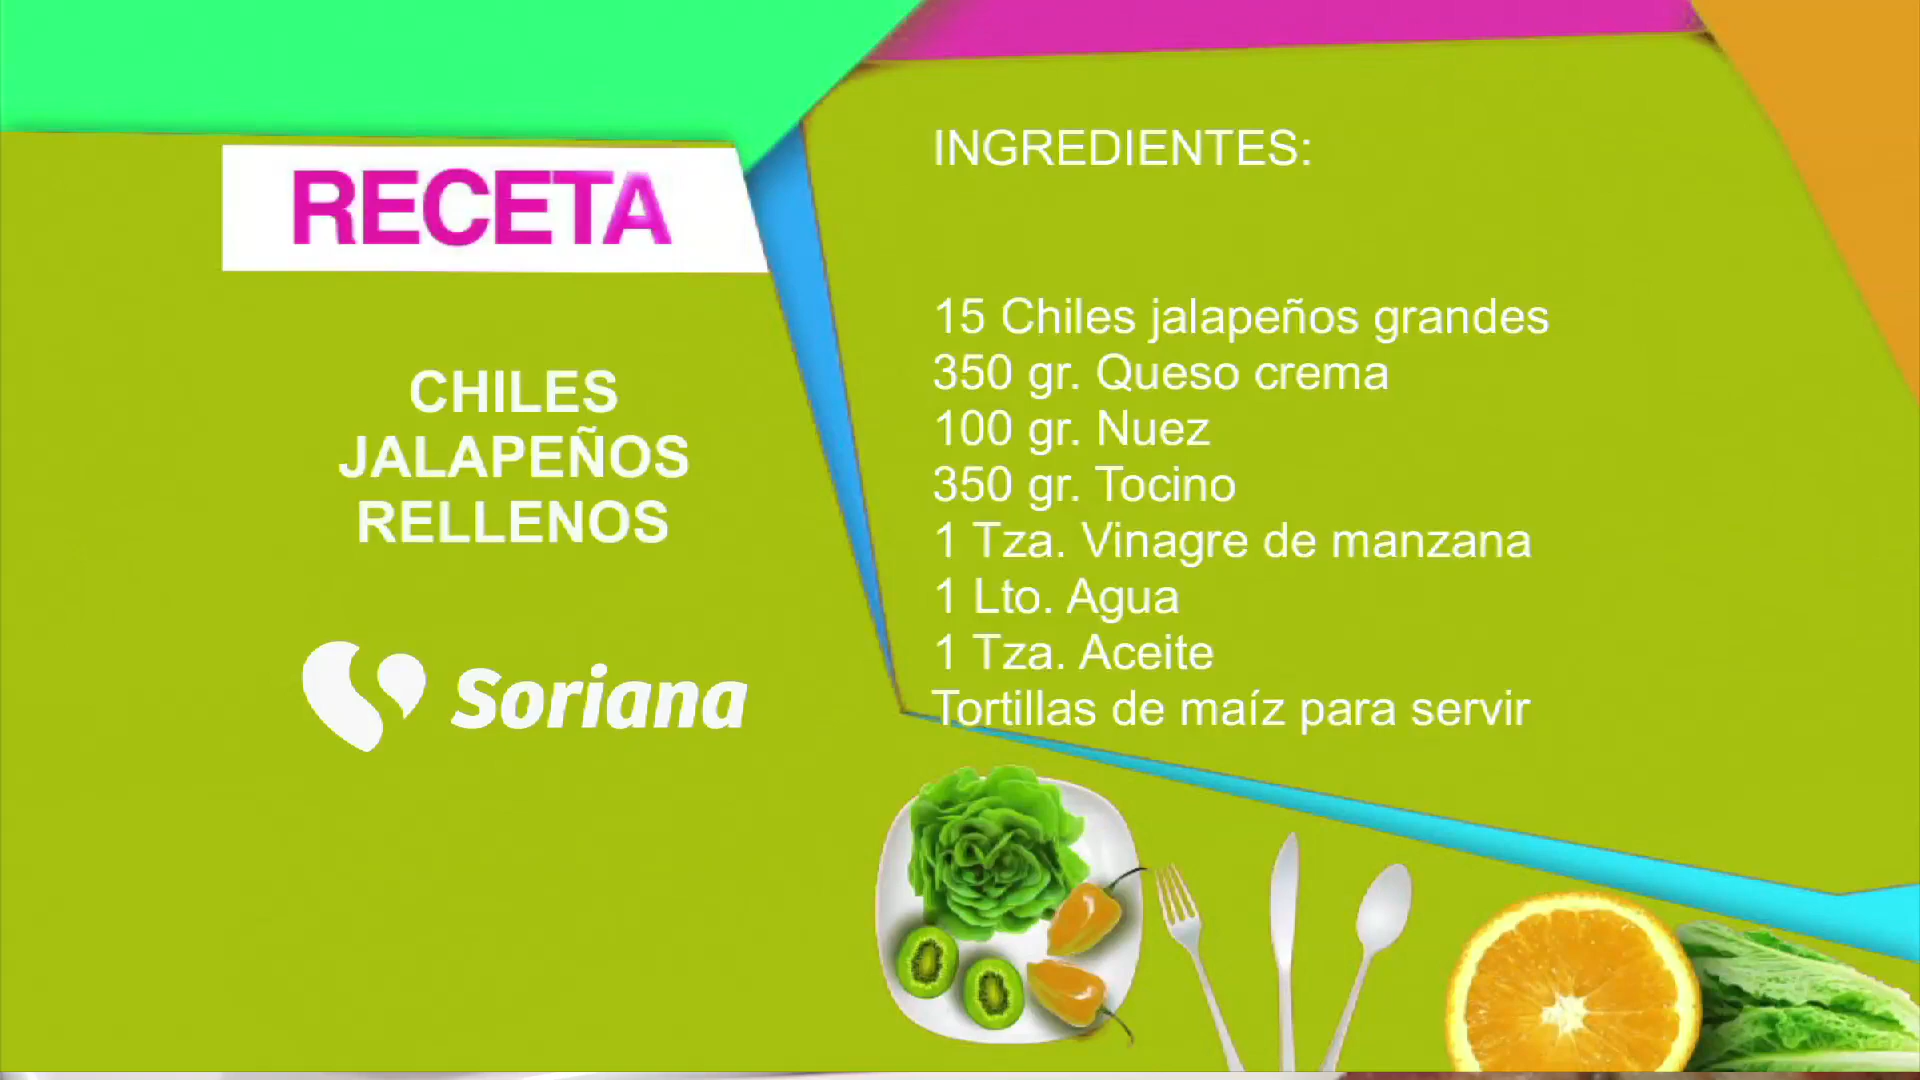 RECETA
CHILES
JALAPEÑOS
RELLENOS
Soriana
INGREDIENTES:
15 Chiles jalapeños grandes
350 gr. Queso crema
100 gr. Nuez
350 gr. Tocino
1 Tza. Vinagre de manzana
1 Lto. Agua
1 Tza. Aceite
Tortillas de maíz para servir